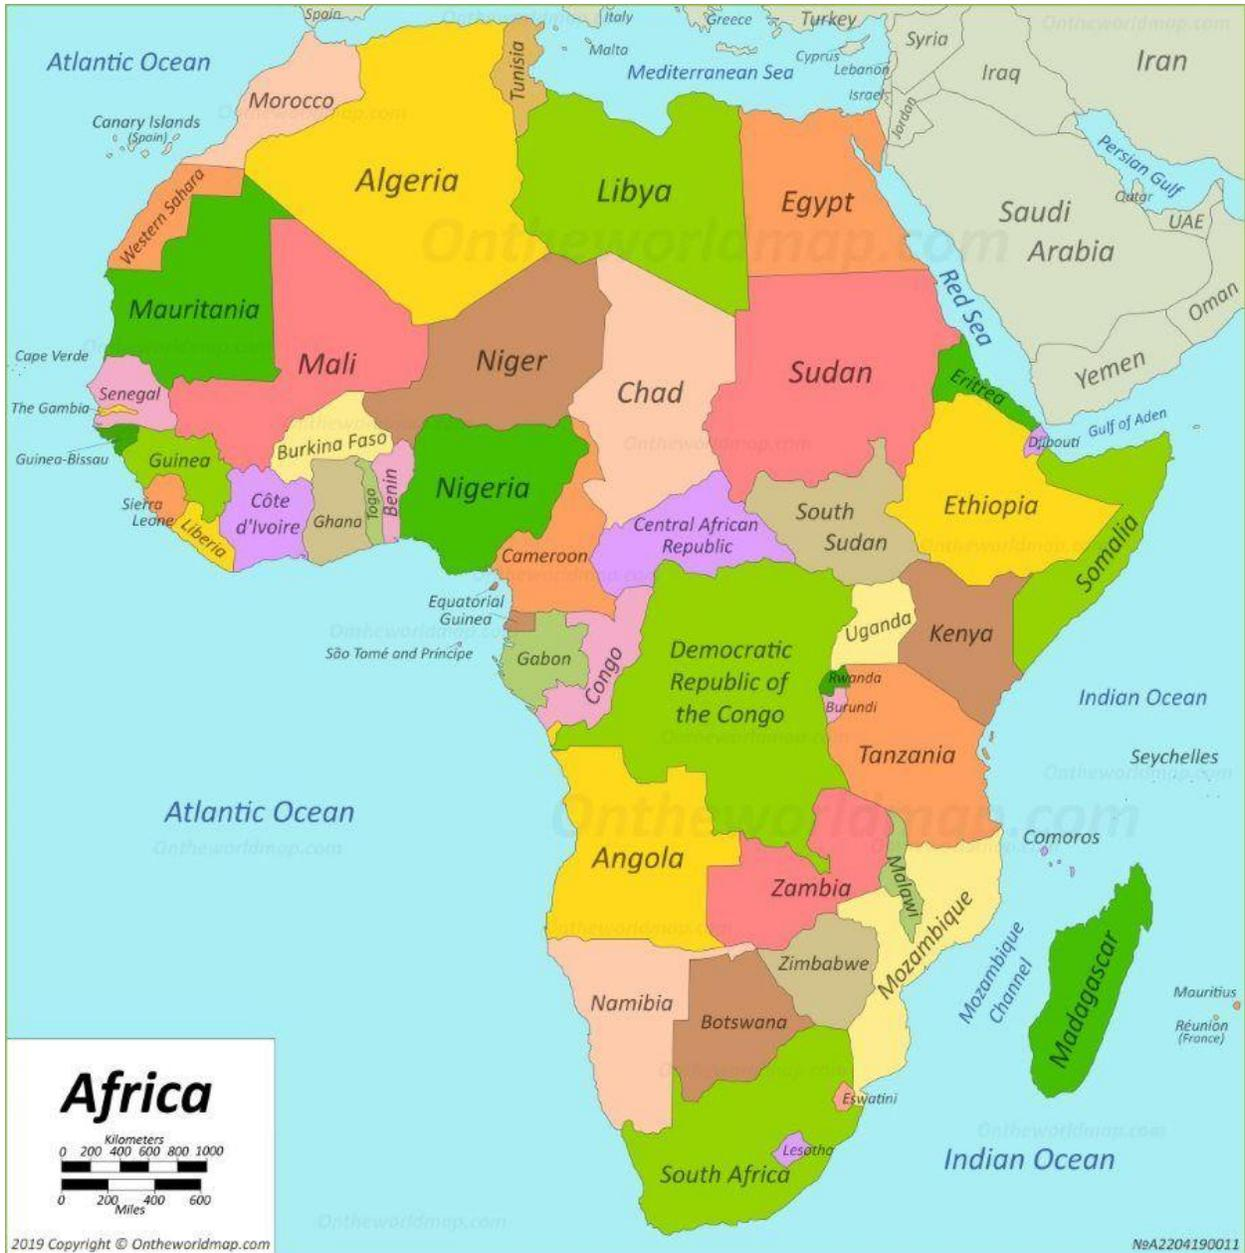 Spain
Italy
Greece
Turkey
Malta
Cyprus
Syria
Lebanon
Israel
Jordan
Iraq
Iran
Ontheworldmap.com
Atlantic Ocean
Mediterranean Sea
Canary Islands
(Spain)
Morocco
Tunisia
Algeria
Libya
Egypt
Western Sahara
Persian Gulf
Qatar
UAE
Saudi
Arabia
Oman
Red Sea
Yemen
Ontheworldmap.com
Mauritania
Mali
Niger
Chad
Sudan
Eritrea
Cape Verde
Senegal
The Gambia
Guinea-Bissau
Guinea
Burkina Faso
Djibouti
Gulf of Aden
Sierra
Leone
Liberia
Côte
d'Ivoire
Ghana
Togo
Benin
Nigeria
Cameroon
Central African
Republic
South
Sudan
Ethiopia
Somalia
Equatorial
Guinea
São Tomé and Príncipe
Gabon
Congo
Democratic
Republic of
the Congo
Uganda
Kenya
Rwanda
Burundi
Tanzania
Indian Ocean
Seychelles
Atlantic Ocean
Ontheworldmap.com
Comoros
Angola
Zambia
Malawi
Mozambique
Mozambique
Channel
Madagascar
Namibia
Botswana
Zimbabwe
Mauritius
Réunion
(France)
Eswatini
Lesotho
South Africa
Indian Ocean
Africa
Kilometers
0 200 400 600 800 1000
0 200 400 600
Miles
2019 Copyright © Ontheworldmap.com
№A2204190011